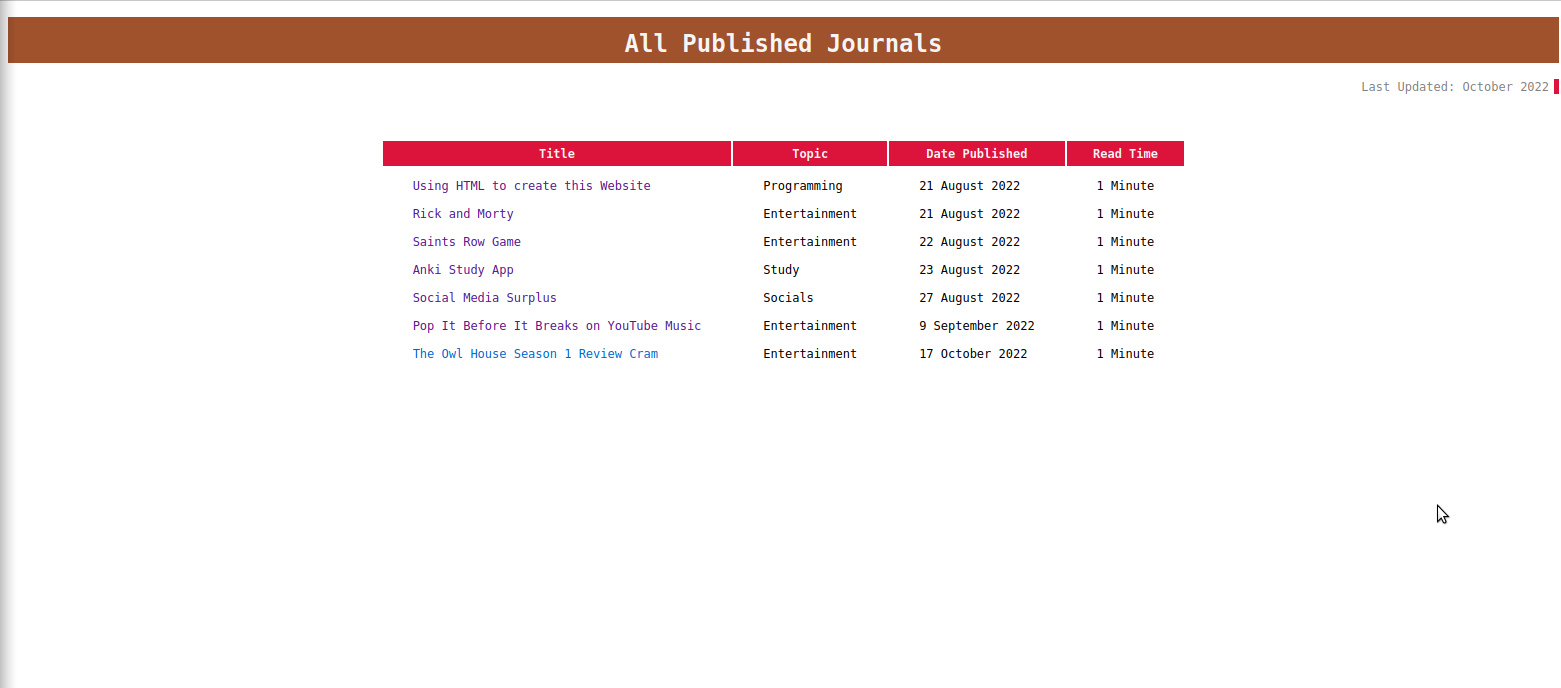 All Published Journals
Last Updated: October 2022
Title Topic Date Published Read Time
Using HTML to create this Website Programming 21 August 2022 1 Minute
Rick and Morty Entertainment 21 August 2022 1 Minute
Saints Row Game Entertainment 22 August 2022 1 Minute
Anki Study App Study 23 August 2022 1 Minute
Social Media Surplus Socials 27 August 2022 1 Minute
Pop It Before It Breaks on YouTube Music Entertainment 9 September 2022 1 Minute
The Owl House Season 1 Review Cram Entertainment 17 October 2022 1 Minute